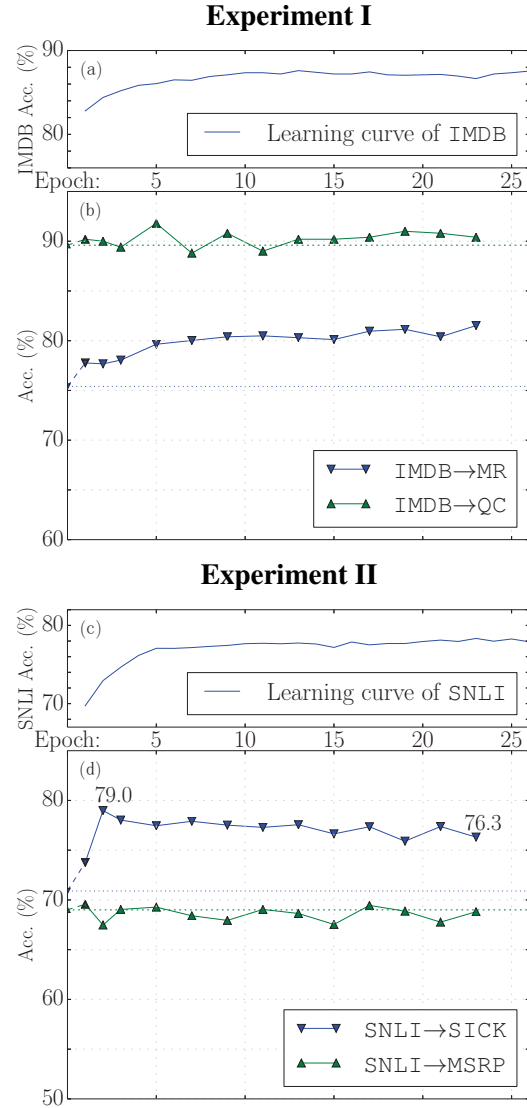 Experiment I
IMDB Acc. (%)
90
80
(a)
Learning curve of IMDB
Epoch: 5 10 15 20 25
Acc. (%)
90
80
70
60
(b)
IMDB→MR
IMDB→QC
Experiment II
SNLI Acc. (%)
80
70
(c)
Learning curve of SNLI
Epoch: 5 10 15 20 25
Acc. (%)
80
70
60
50
(d)
79.0
76.3
SNLI→SICK
SNLI→MSRP